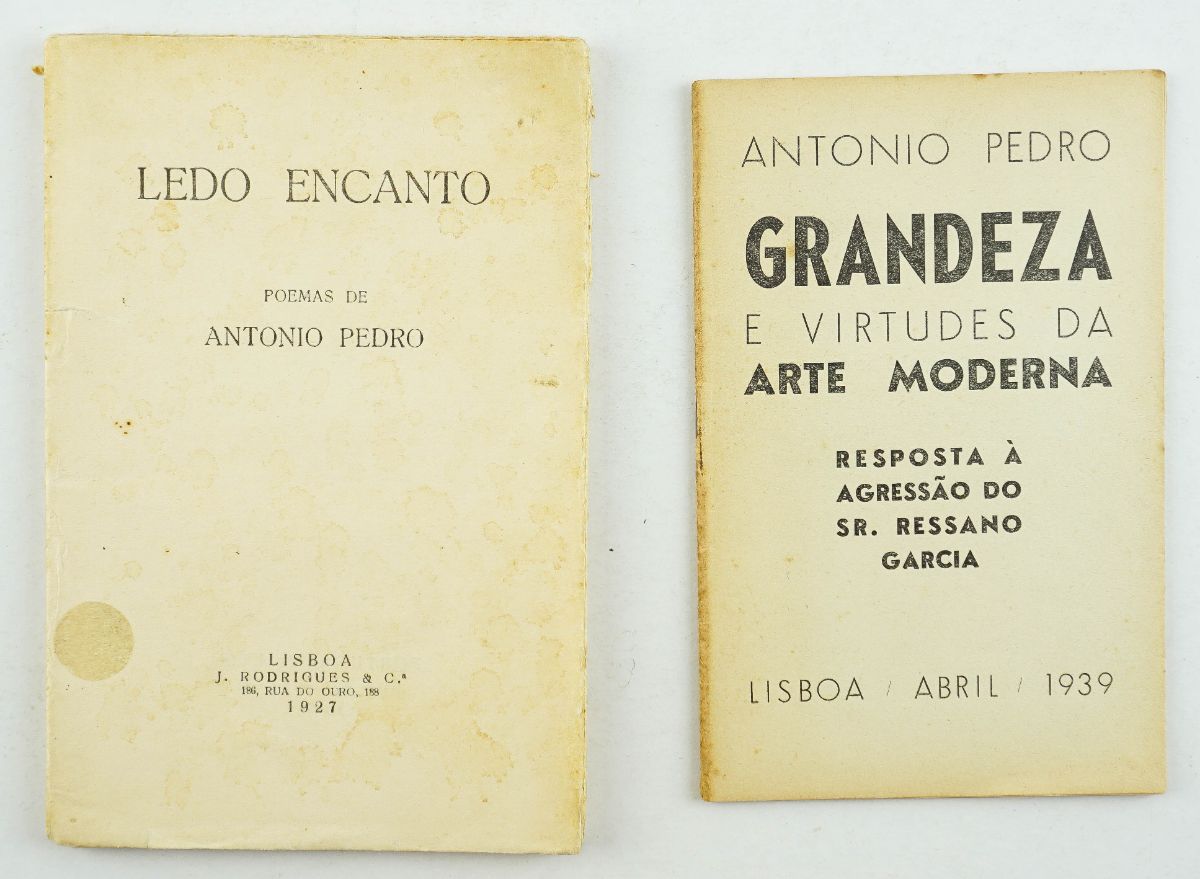 LEDO ENCANTO
POEMAS DE
ANTONIO PEDRO
LISBOA
J. RODRIGUES & C.ª
186, RUA DO OURO, 188
1927
ANTONIO PEDRO
GRANDEZA
E VIRTUDES DA
ARTE MODERNA
RESPOSTA À
AGRESSÃO DO
SR. RESSANO
GARCIA
LISBOA / ABRIL / 1939